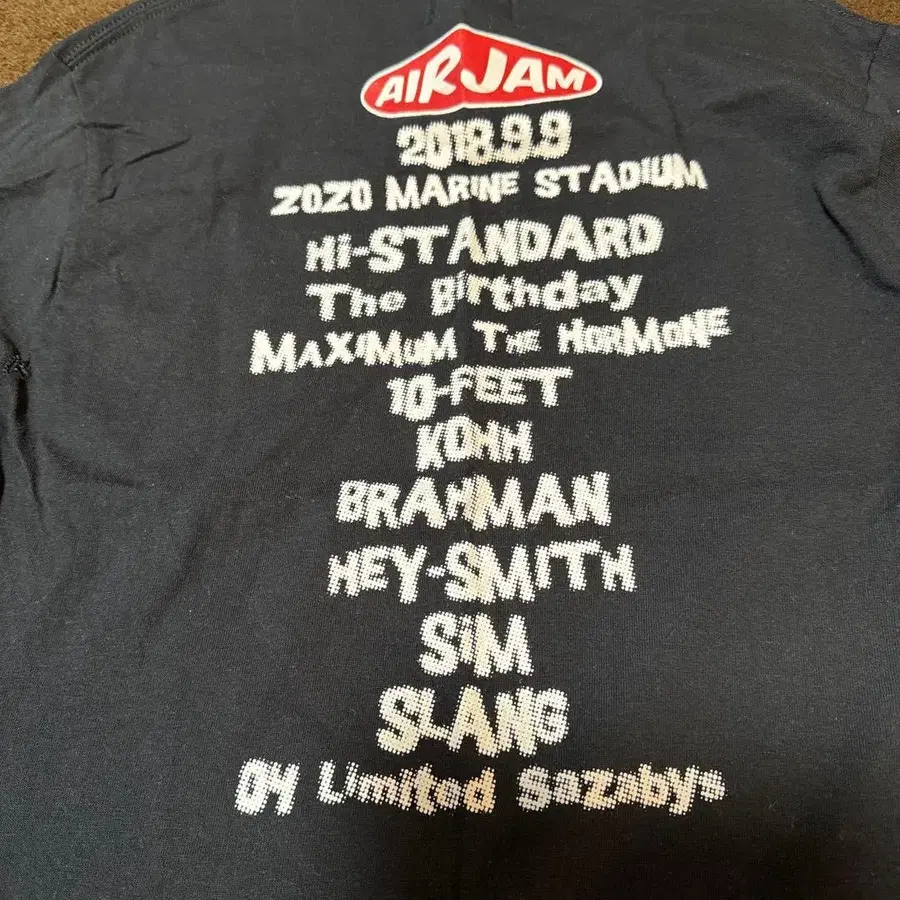 AIR JAM
2018.9.9
ZOZO MARINE STADIUM
Hi-STANDARD
The Birthday
MAXIMUM THE HORMONE
10-FEET
KOHH
BRAHMAN
HEY-SMITH
SiM
SLANG
04 Limited Sazabys